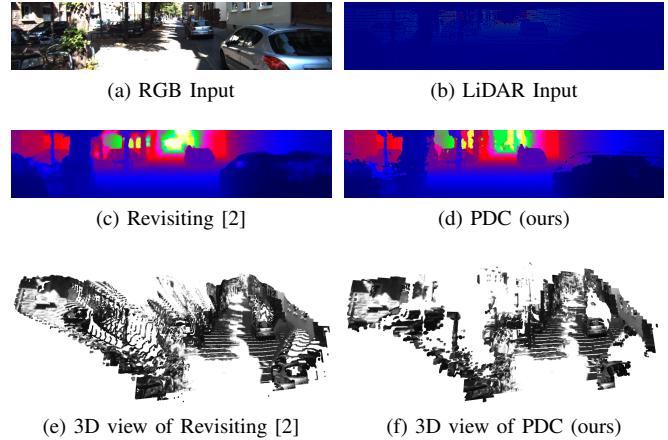 (a) RGB Input
(b) LiDAR Input
(c) Revisiting [2]
(d) PDC (ours)
(e) 3D view of Revisiting [2]
(f) 3D view of PDC (ours)